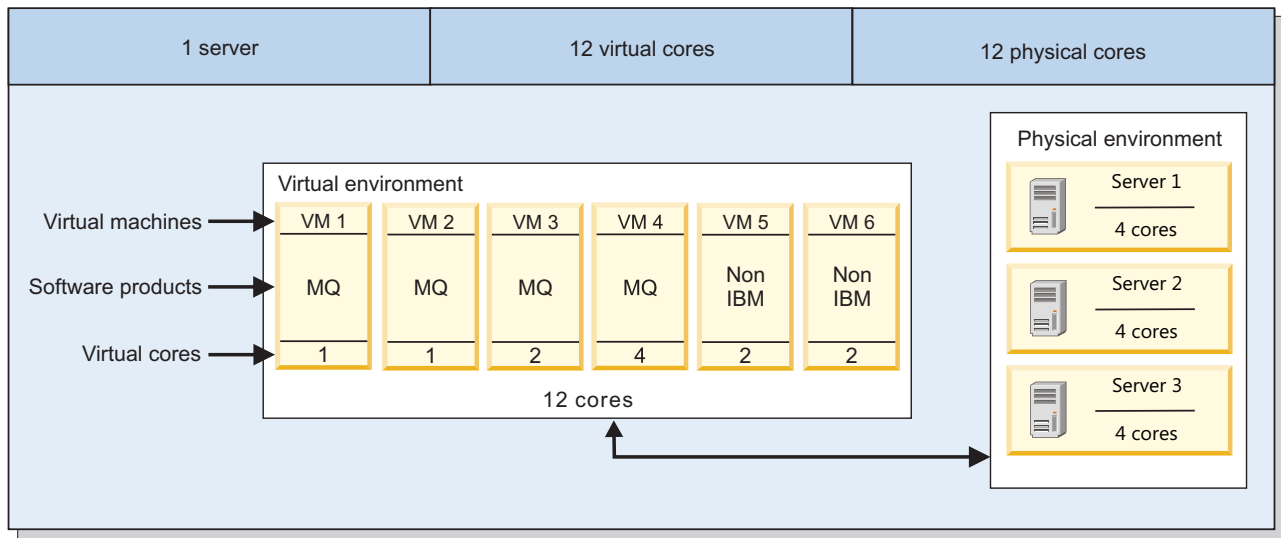 1 server
12 virtual cores
12 physical cores
Physical environment
Server 1
4 cores
Server 2
4 cores
Server 3
4 cores
Virtual environment
Virtual machines
VM 1
VM 2
VM 3
VM 4
VM 5
VM 6
Software products
MQ
MQ
MQ
MQ
Non
IBM
Non
IBM
Virtual cores
1
1
2
4
2
2
12 cores